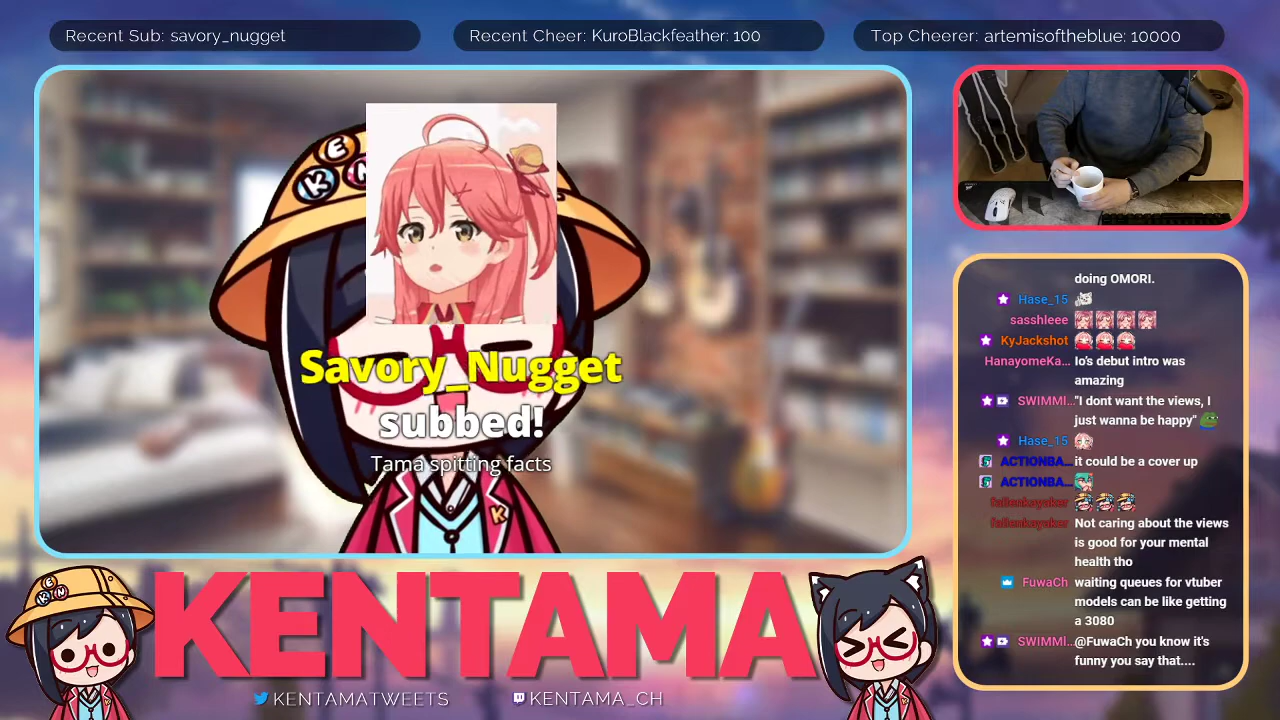 Recent Sub: savory_nugget
Recent Cheer: KuroBlackfeather: 100
Top Cheerer: artemisoftheblue: 10000
E
K
N
Savory_Nugget
subbed!
Tama spitting facts
K
doing OMORI.
Hase_15
sasshleee
KyJackshot
HanayomeKa... Io's debut intro was
amazing
SWIMMI... "I dont want the views, I
just wanna be happy"
Hase_15
ACTIONBA... it could be a cover up
ACTIONBA...
fallenkayaker
fallenkayaker Not caring about the views
is good for your mental
health tho
FuwaCh waiting queues for vtuber
models can be like getting
a 3080
SWIMMI... @FuwaCh you know it's
funny you say that....
KENTAMA
KENTAMATWEETS
KENTAMA_CH